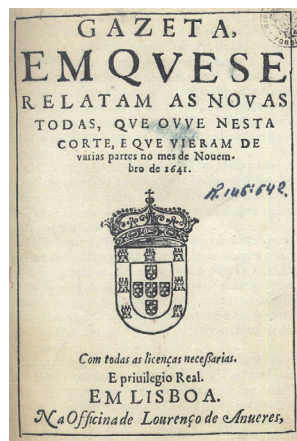 GAZETA,
EM QVE SE
RELATAM AS NOVAS
TODAS, QVE OVVE NESTA
CORTE, E QVE VIERAM DE
varias partes no mes de Nouem-
bro de 1641.
Com todas as licenças neceßarias.
E priuilegio Real.
EM LISBOA.
Na Officina de Lourenço de Anueres,